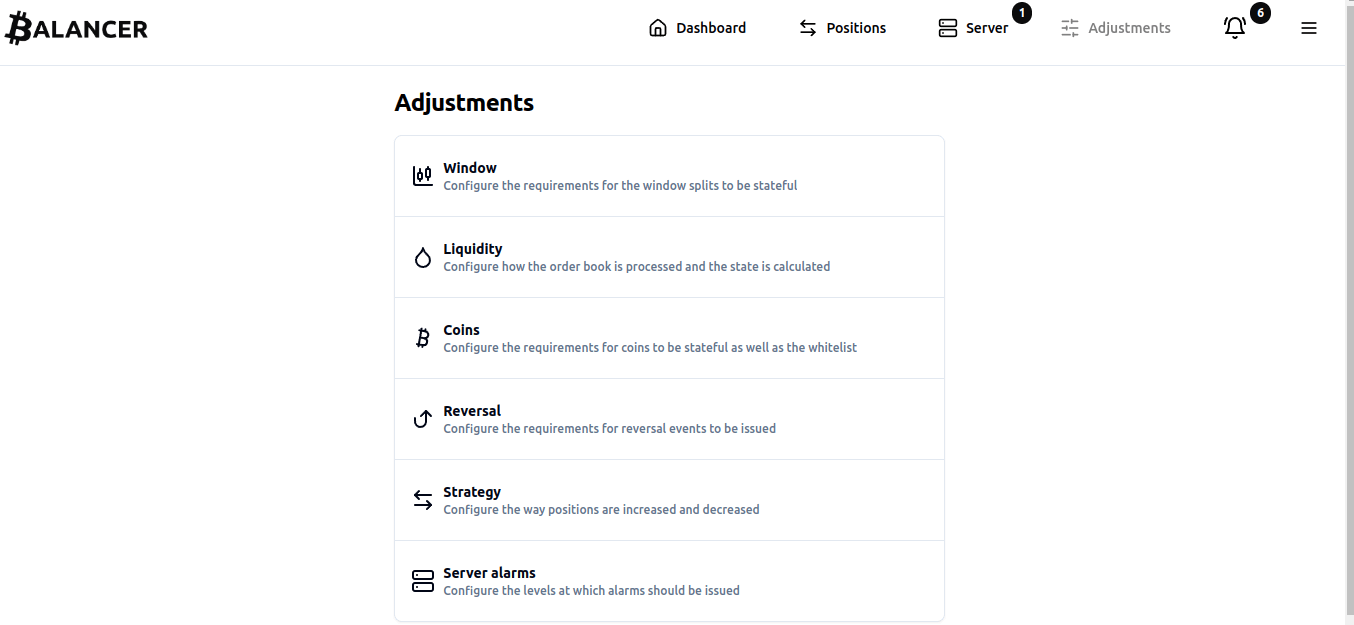 BALANCER
Dashboard
Positions
Server
1
Adjustments
6
Adjustments
Window
Configure the requirements for the window splits to be stateful
Liquidity
Configure how the order book is processed and the state is calculated
Coins
Configure the requirements for coins to be stateful as well as the whitelist
Reversal
Configure the requirements for reversal events to be issued
Strategy
Configure the way positions are increased and decreased
Server alarms
Configure the levels at which alarms should be issued